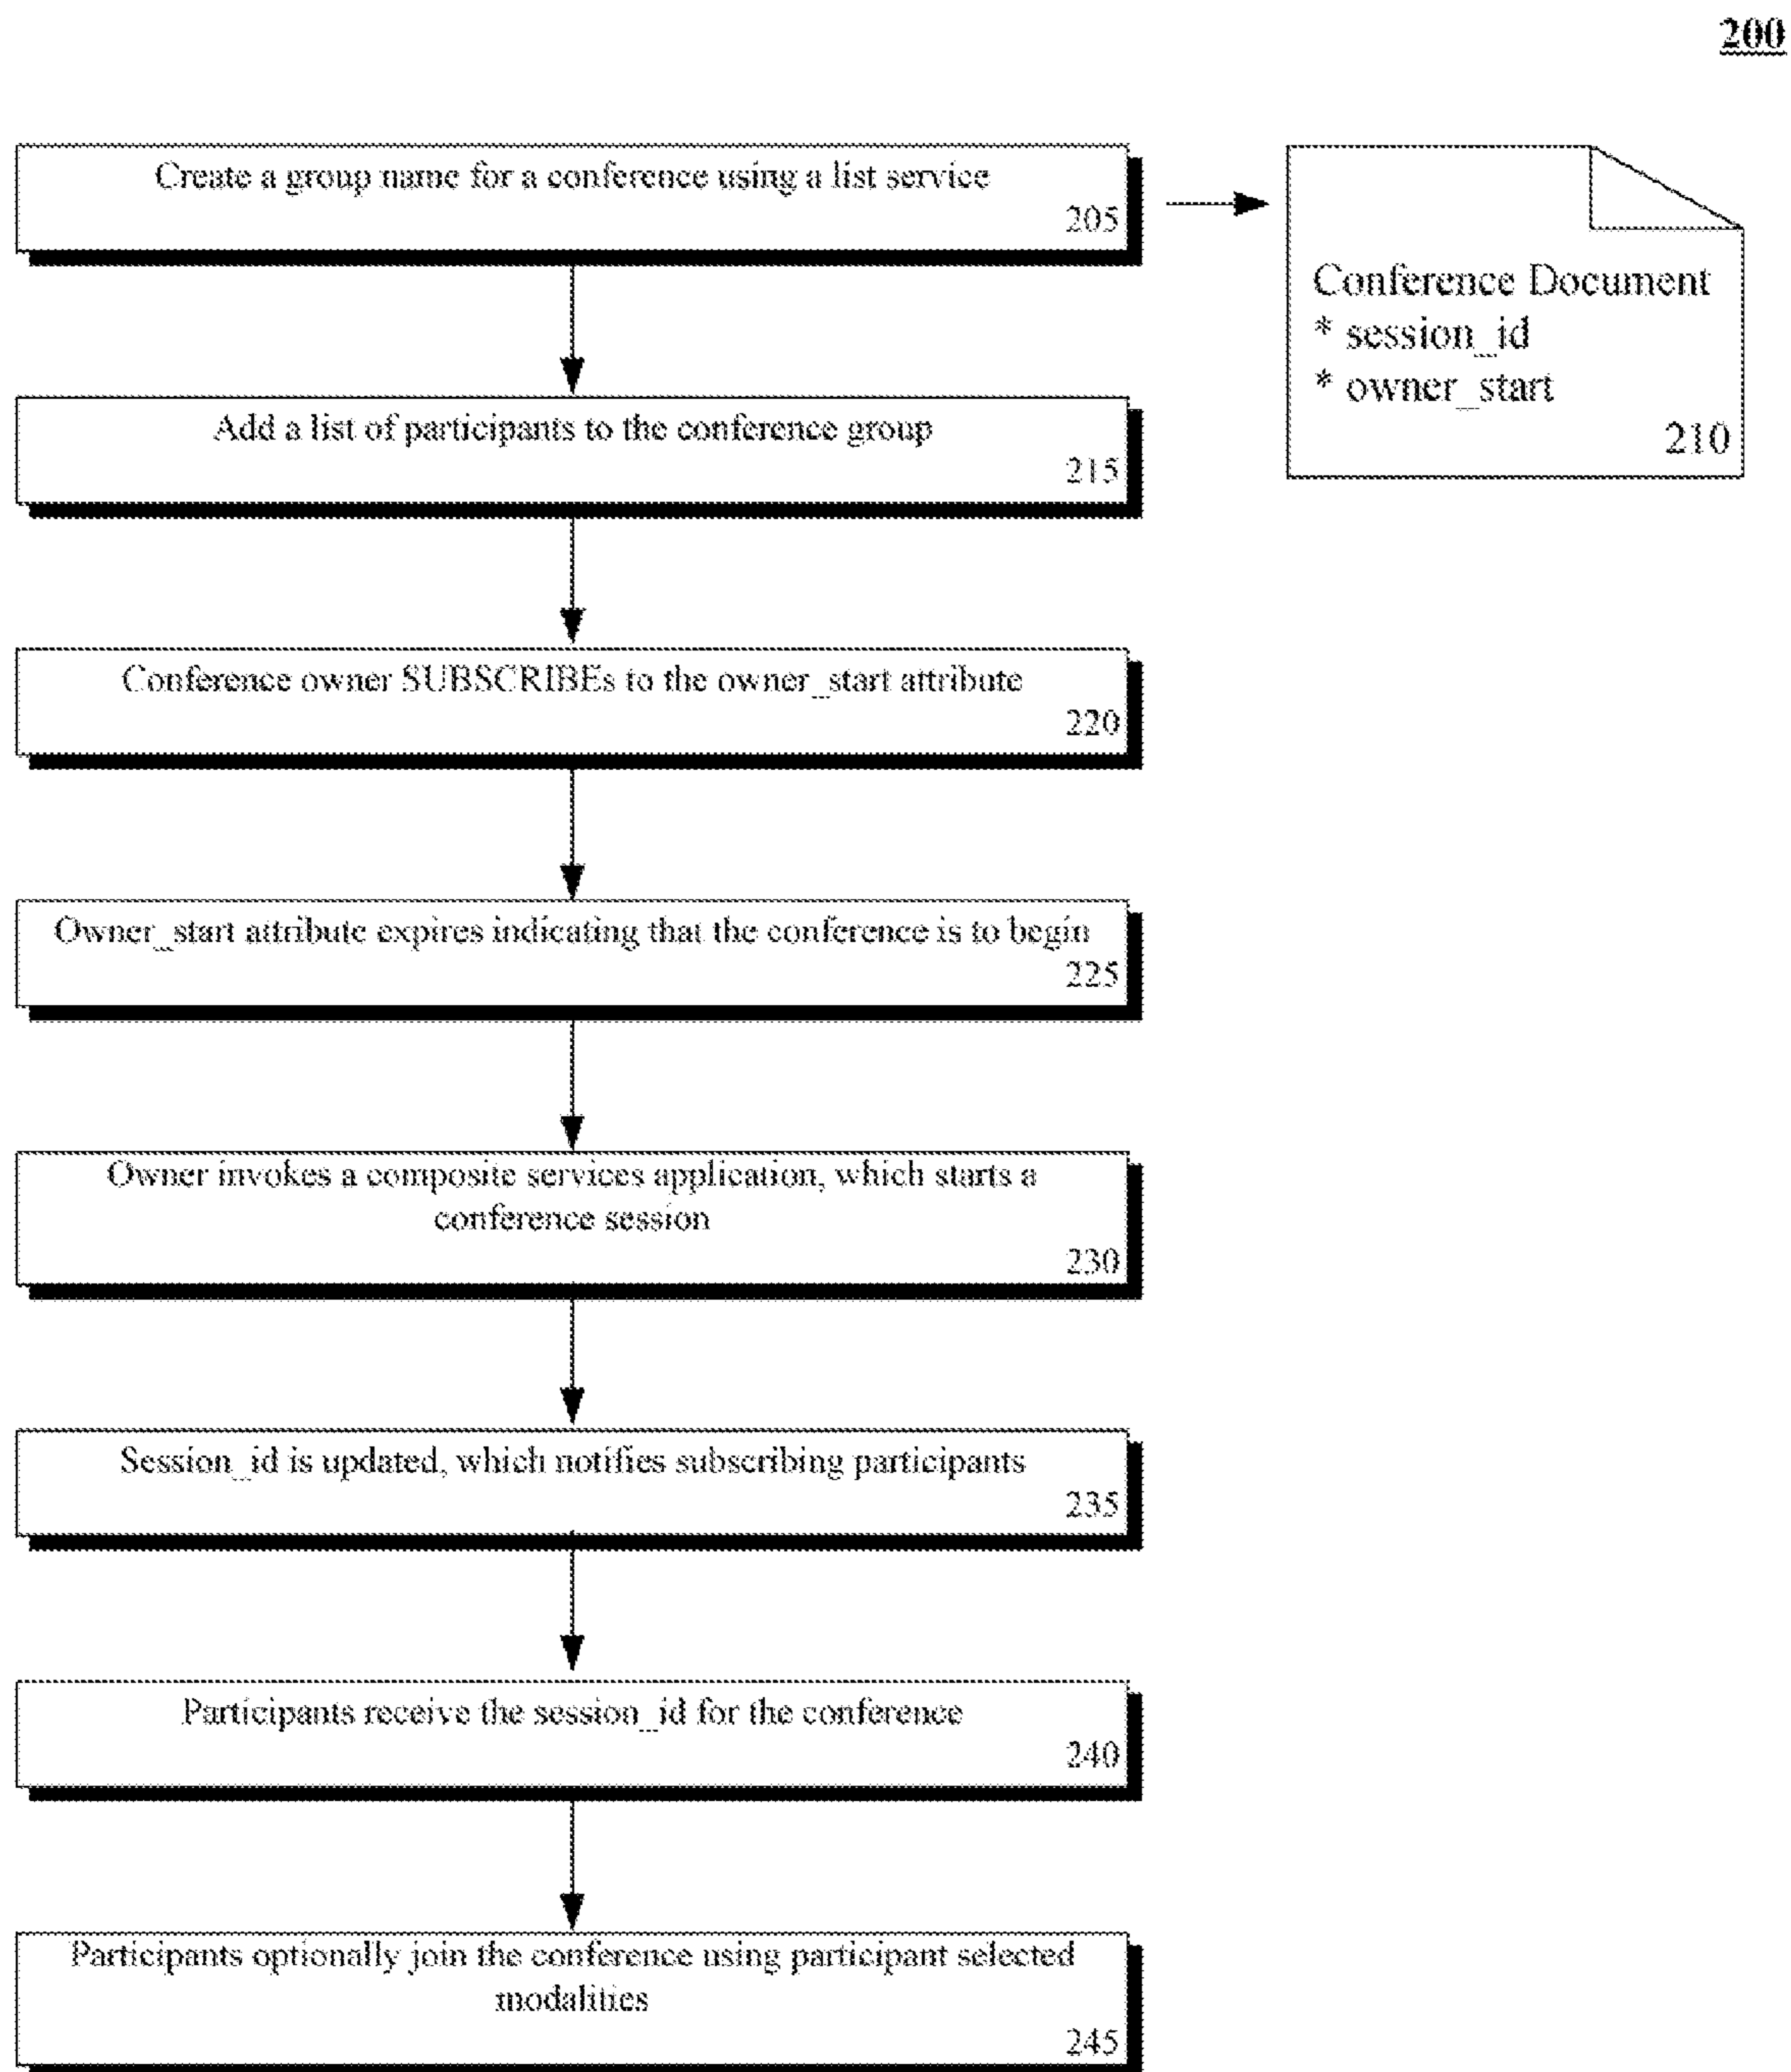 200
Create a group name for a conference using a list service
205
Conference Document
* session_id
* owner_start
210
Add a list of participants to the conference group
215
Conference owner SUBSCRIBEs to the owner_start attribute
220
Owner_start attribute expires indicating that the conference is to begin
225
Owner invokes a composite services application, which starts a
conference session
230
Session_id is updated, which notifies subscribing participants
235
Participants receive the session_id for the conference
240
Participants optionally join the conference using participant selected
modalities
245